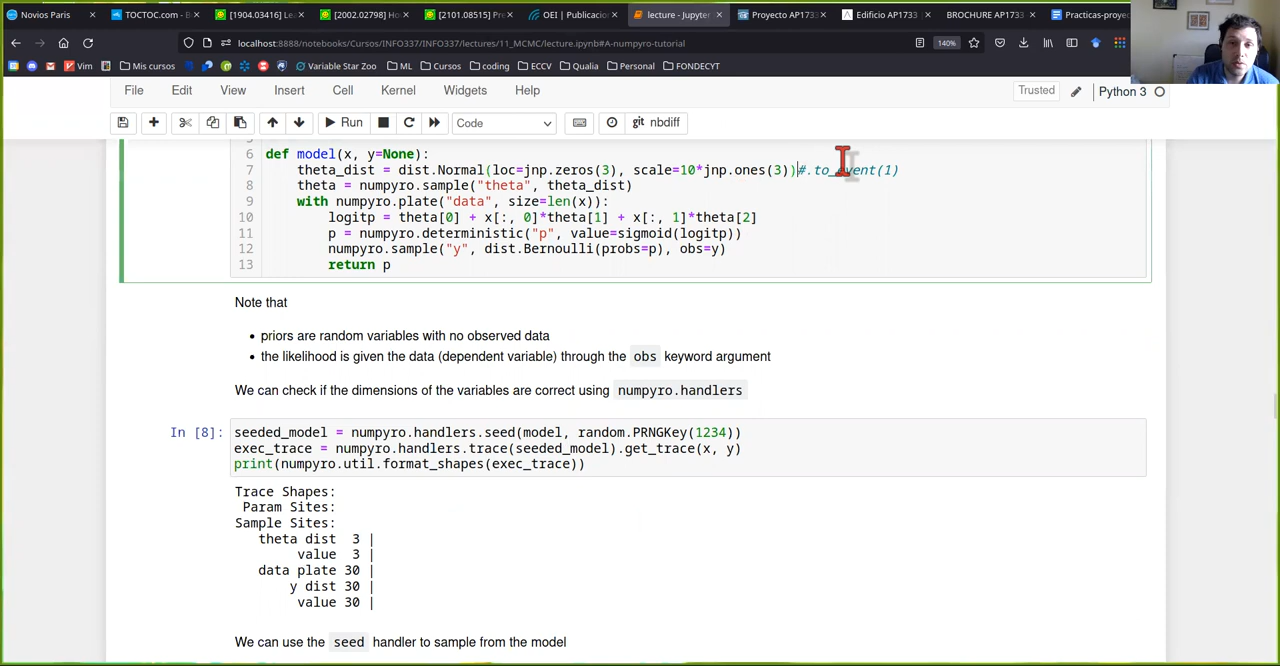 Novios Paris
TOCTOC.com - B
[1904.03416] Le
[2002.02798] Ho
[2101.08515] Pre
OEI | Publicacion
lecture - Jupyter
Proyecto AP1733
Edificio AP1733
BROCHURE AP173
Practicas-proye
localhost:8888/notebooks/Cursos/INFO337/INFO337/lectures/11_MCMC/lecture.ipynb#A-numpyro-tutorial
140%
Vim
Mis cursos
Variable Star Zoo
ML
Cursos
coding
ECCV
Qualia
Personal
FONDECYT
File
Edit
View
Insert
Cell
Kernel
Widgets
Help
Trusted
Python 3
Run
Code
git nbdiff
6 def model(x, y=None):
7 theta_dist = dist.Normal(loc=jnp.zeros(3), scale=10*jnp.ones(3))#.to_event(1)
8 theta = numpyro.sample("theta", theta_dist)
9 with numpyro.plate("data", size=len(x)):
10 logitp = theta[0] + x[:, 0]*theta[1] + x[:, 1]*theta[2]
11 p = numpyro.deterministic("p", value=sigmoid(logitp))
12 numpyro.sample("y", dist.Bernoulli(probs=p), obs=y)
13 return p
Note that
• priors are random variables with no observed data
• the likelihood is given the data (dependent variable) through the obs keyword argument
We can check if the dimensions of the variables are correct using numpyro.handlers
In [8]:
seeded_model = numpyro.handlers.seed(model, random.PRNGKey(1234))
exec_trace = numpyro.handlers.trace(seeded_model).get_trace(x, y)
print(numpyro.util.format_shapes(exec_trace))
Trace Shapes:
Param Sites:
Sample Sites:
theta dist 3 |
value 3 |
data plate 30 |
y dist 30 |
value 30 |
We can use the seed handler to sample from the model